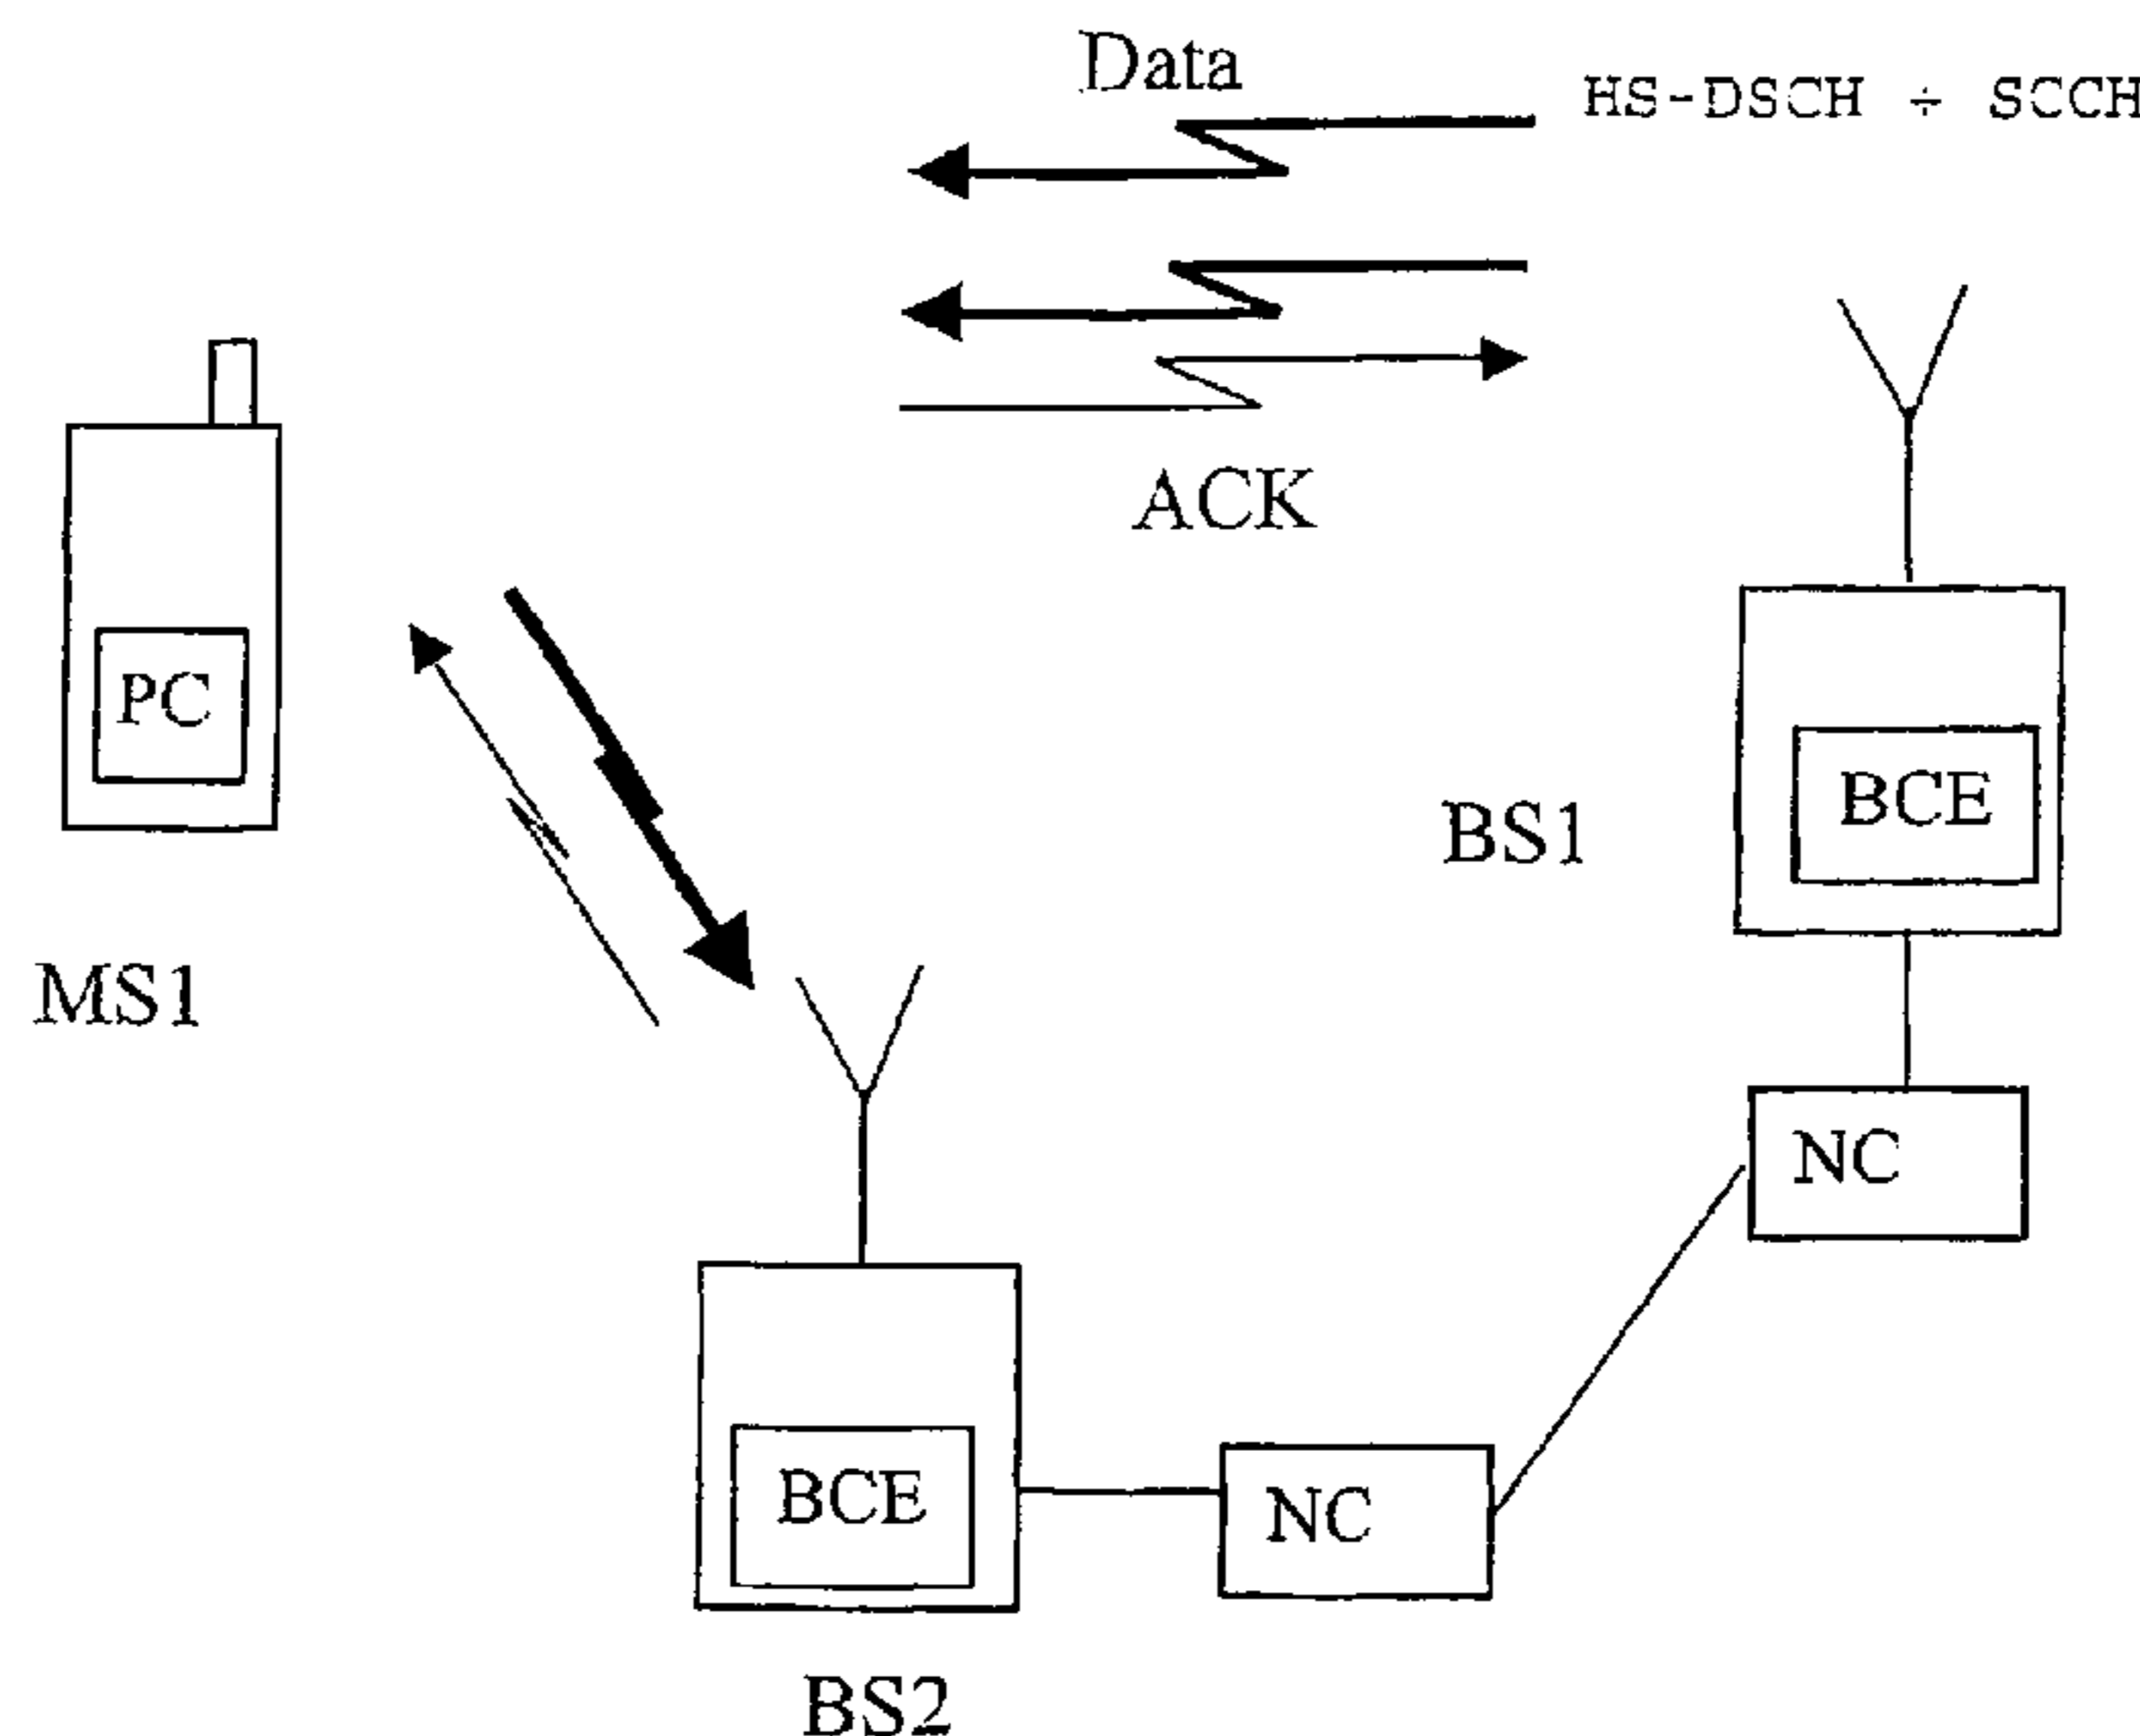 Data
HS-DSCH ÷ SCCH
ACK
PC
BCE
BS1
MS1
NC
BCE
NC
BS2